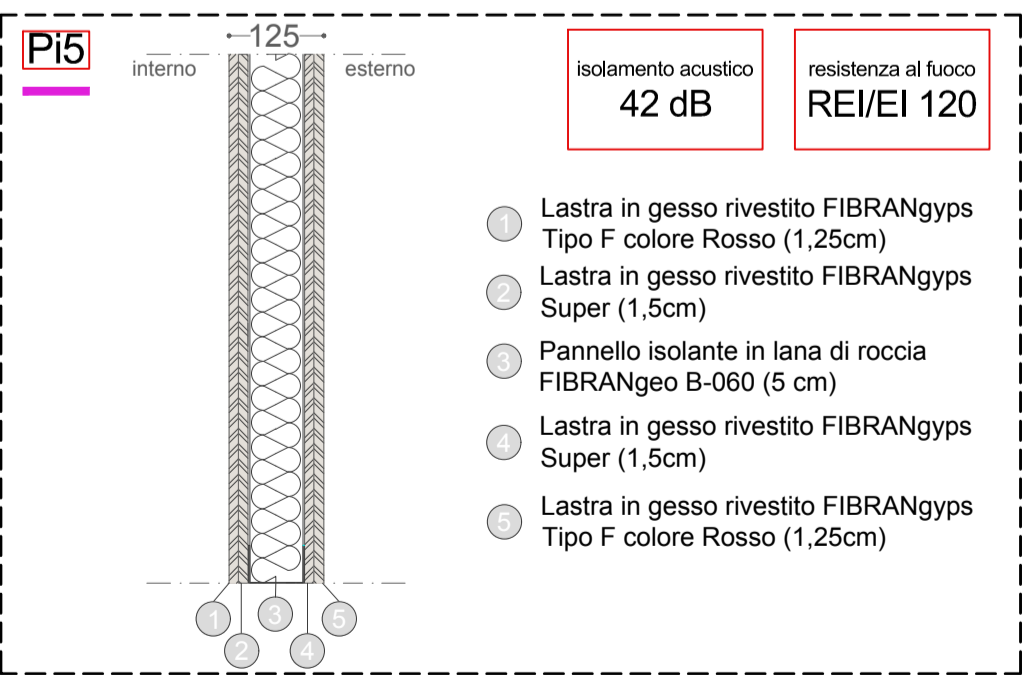 Pi5
125
interno
esterno
isolamento acustico
42 dB
resistenza al fuoco
REI/EI 120
1 Lastra in gesso rivestito FIBRANgyps
Tipo F colore Rosso (1,25cm)
2 Lastra in gesso rivestito FIBRANgyps
Super (1,5cm)
3 Pannello isolante in lana di roccia
FIBRANgeo B-060 (5 cm)
4 Lastra in gesso rivestito FIBRANgyps
Super (1,5cm)
5 Lastra in gesso rivestito FIBRANgyps
Tipo F colore Rosso (1,25cm)
1
2
3
4
5